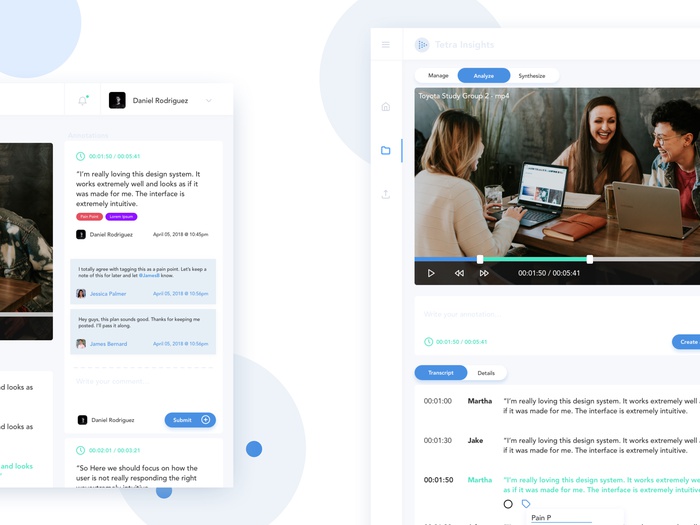 Daniel Rodriguez
Annotations
00:01:50 / 00:05:41
"I'm really loving this design system. It
works extremely well and looks as if it
was made for me. The interface is
extremely intuitive.
Pain Point
Lorem Ipsum
Daniel Rodriguez
April 05, 2018 @ 10:45pm
I totally agree with tagging this as a pain point. Let's keep a
note of this for later and let @JamesB know.
Jessica Palmer
April 05, 2018 @ 10:56pm
Hey guys, this plan sounds good. Thanks for keeping me
posted. I'll pass it along.
James Bernard
April 05, 2018 @ 10:56pm
Write your comment...
Daniel Rodriguez
Submit
00:02:01 / 00:03:21
"So Here we should focus on how the
user is not really responding the right
and looks as
and looks as
and looks as
Tetra Insights
Manage
Analyze
Synthesize
Toyota Study Group 2 - mp4
00:01:50 / 00:05:41
Write your annotation...
00:01:50 / 00:05:41
Create
Transcript
Details
00:01:00
Martha
"I'm really loving this design system. It works extremely well a
if it was made for me. The interface is extremely intuitive.
00:01:30
Jake
"I'm really loving this design system. It works extremely well a
if it was made for me. The interface is extremely intuitive.
00:01:50
Martha
"I'm really loving this design system. It works extremely we
as if it was made for me. The interface is extremely intuitiv
Pain P